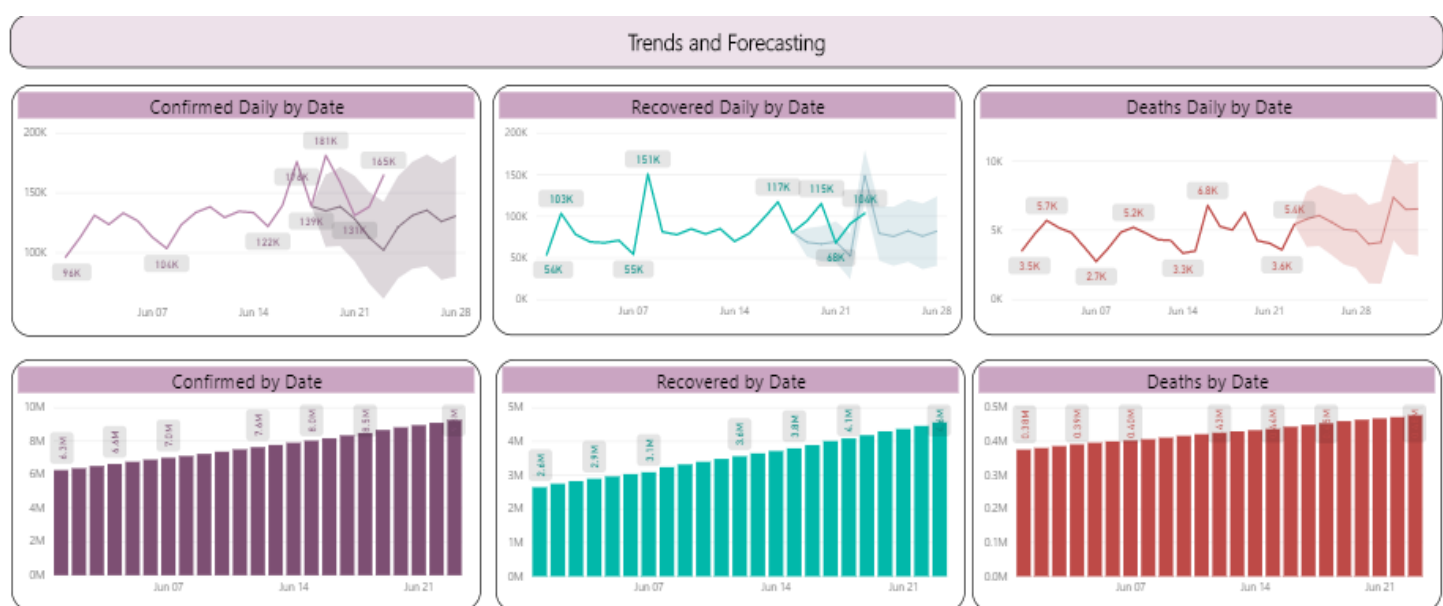 Trends and Forecasting
Confirmed Daily by Date
200K
150K
100K
96K
104K
122K
176K
139K
181K
131K
165K
Jun 07
Jun 14
Jun 21
Jun 28
Recovered Daily by Date
200K
150K
100K
50K
0K
54K
103K
55K
151K
117K
115K
68K
104K
Jun 07
Jun 14
Jun 21
Jun 28
Deaths Daily by Date
10K
5K
0K
3.5K
5.7K
2.7K
5.2K
3.3K
6.8K
3.6K
5.4K
Jun 07
Jun 14
Jun 21
Jun 28
Confirmed by Date
10M
8M
6M
4M
2M
0M
6.3M
6.6M
7.0M
7.6M
8.0M
8.5M
Jun 07
Jun 14
Jun 21
Recovered by Date
5M
4M
3M
2M
1M
0M
2.6M
2.9M
3.1M
3.6M
3.8M
4.1M
Jun 07
Jun 14
Jun 21
Deaths by Date
0.5M
0.4M
0.3M
0.2M
0.1M
0.0M
0.38M
0.39M
0.40M
Jun 07
Jun 14
Jun 21